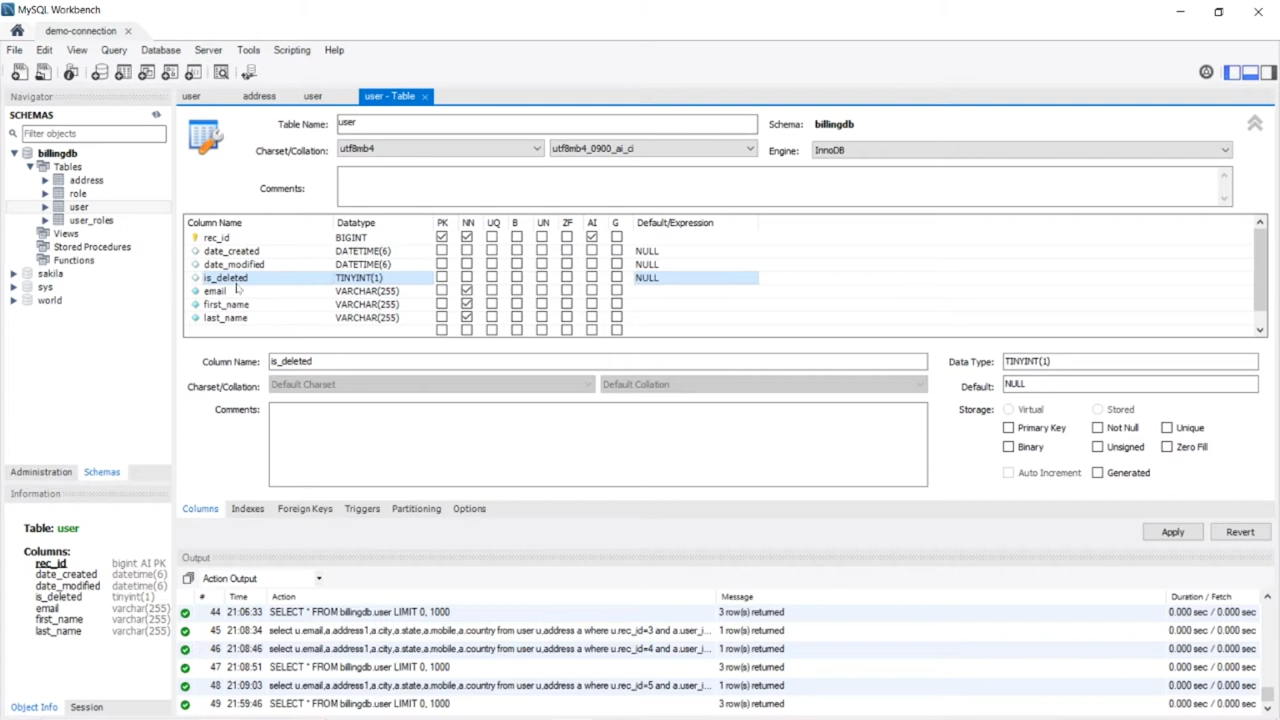 MySQL Workbench
demo-connection
File Edit View Query Database Server Tools Scripting Help
Navigator
SCHEMAS
Filter objects
billingdb
Tables
address
role
user
user_roles
Views
Stored Procedures
Functions
sakila
sys
world
Administration Schemas
Information
Table: user
Columns:
rec_id bigint AI PK
date_created datetime(6)
date_modified datetime(6)
is_deleted tinyint(1)
email varchar(255)
first_name varchar(255)
last_name varchar(255)
Object Info Session
user address user user - Table
Table Name: user Schema: billingdb
Charset/Collation: utf8mb4 utf8mb4_0900_ai_ci Engine: InnoDB
Comments:
Column Name Datatype PK NN UQ B UN ZF AI G Default/Expression
rec_id BIGINT
date_created DATETIME(6) NULL
date_modified DATETIME(6) NULL
is_deleted TINYINT(1) NULL
email VARCHAR(255)
first_name VARCHAR(255)
last_name VARCHAR(255)
Column Name: is_deleted Data Type: TINYINT(1)
Charset/Collation: Default Charset Default Collation Default: NULL
Comments: Storage: Virtual Stored
Primary Key Not Null Unique
Binary Unsigned Zero Fill
Auto Increment Generated
Columns Indexes Foreign Keys Triggers Partitioning Options
Apply Revert
Output
Action Output
# Time Action Message Duration / Fetch
44 21:06:33 SELECT * FROM billingdb.user LIMIT 0, 1000 3 row(s) returned 0.000 sec / 0.000 sec
45 21:08:34 select u.email,a.address1,a.city,a.state,a.mobile,a.country from user u,address a where u.rec_id=3 and a.user_i... 1 row(s) returned 0.000 sec / 0.000 sec
46 21:08:46 select u.email,a.address1,a.city,a.state,a.mobile,a.country from user u,address a where u.rec_id=4 and a.user_i... 1 row(s) returned 0.000 sec / 0.000 sec
47 21:08:51 SELECT * FROM billingdb.user LIMIT 0, 1000 3 row(s) returned 0.000 sec / 0.000 sec
48 21:09:03 select u.email,a.address1,a.city,a.state,a.mobile,a.country from user u,address a where u.rec_id=5 and a.user_i... 1 row(s) returned 0.000 sec / 0.000 sec
49 21:59:46 SELECT * FROM billingdb.user LIMIT 0, 1000 3 row(s) returned 0.000 sec / 0.000 sec